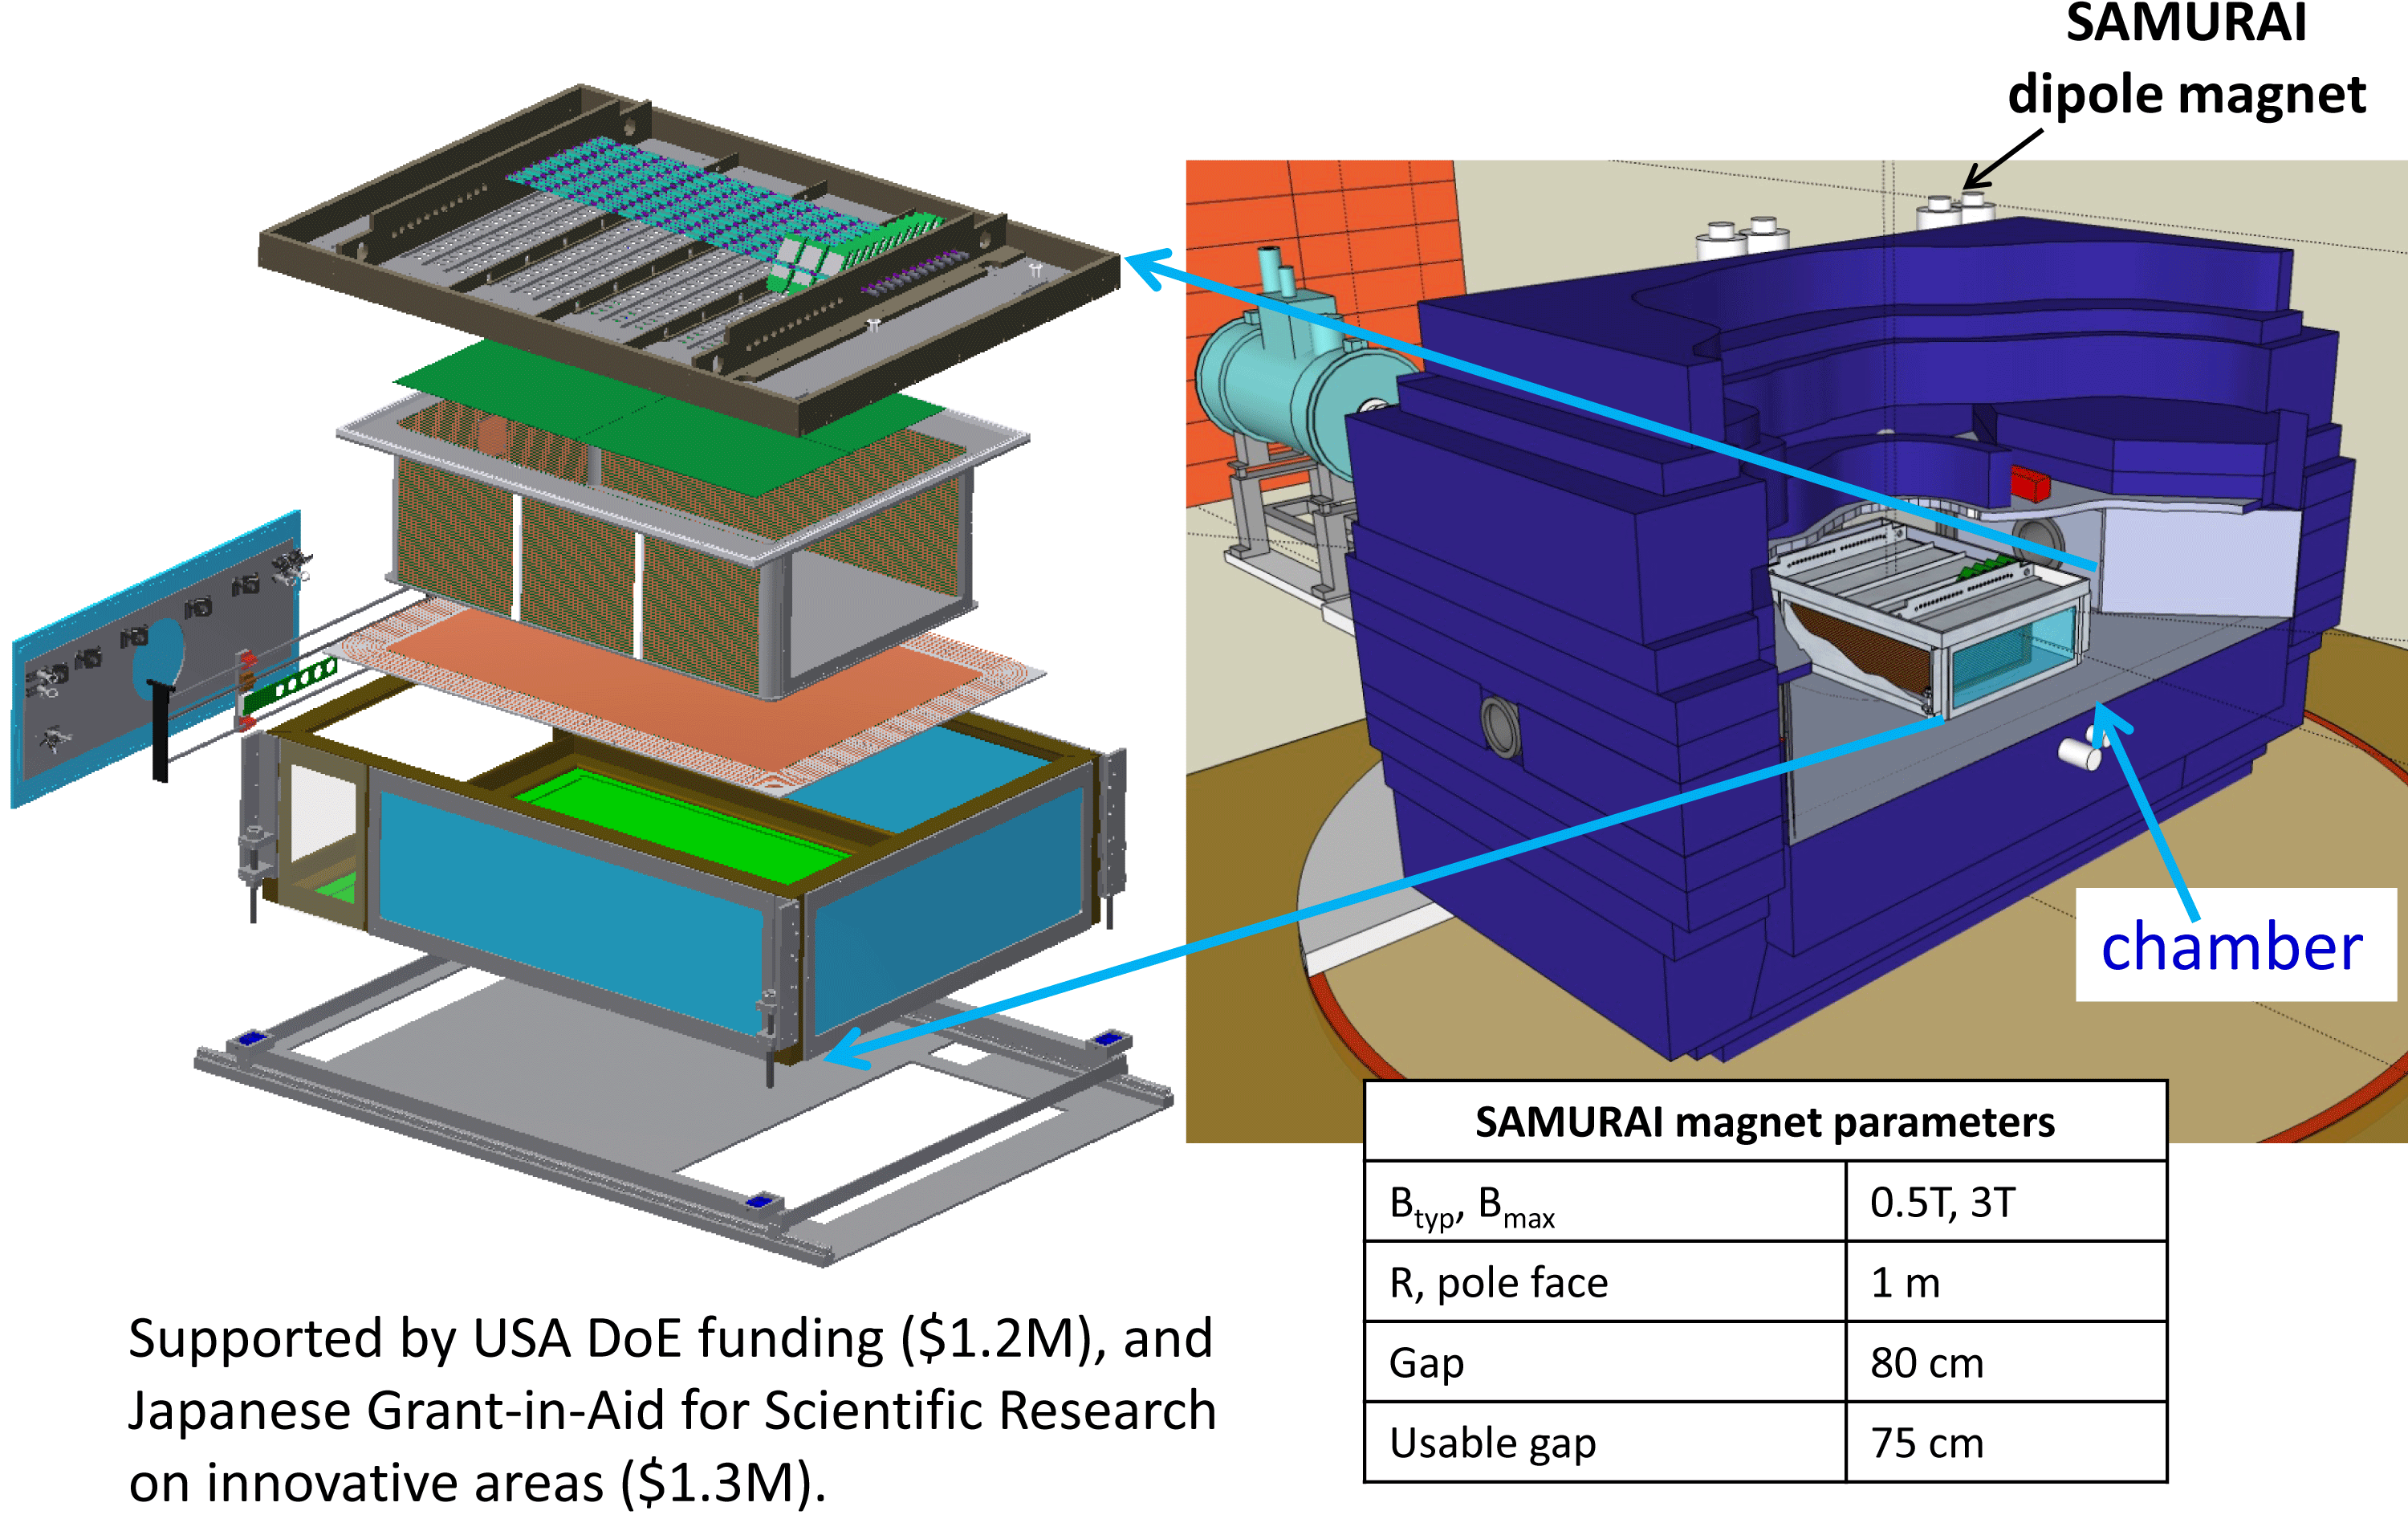 SAMURAI
dipole magnet
chamber
SAMURAI magnet parameters
Btyp, Bmax 0.5T, 3T
R, pole face 1 m
Gap 80 cm
Usable gap 75 cm
Supported by USA DoE funding ($1.2M), and
Japanese Grant-in-Aid for Scientific Research
on innovative areas ($1.3M).